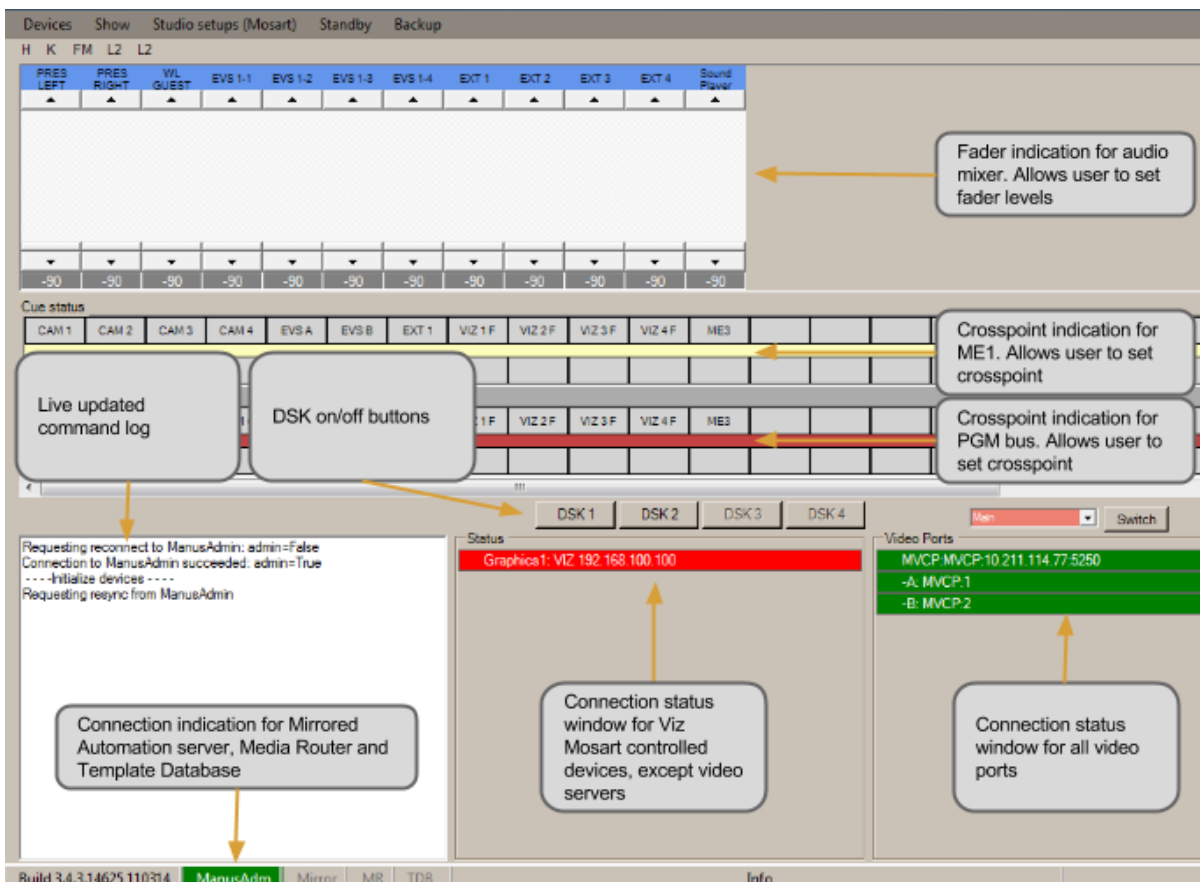 Devices Show Studio setups (Mosart) Standby Backup
H K FM L2 L2
PRES LEFT PRES RIGHT WL GUEST EVS 1-1 EVS 1-2 EVS 1-3 EVS 1-4 EXT 1 EXT 2 EXT 3 EXT 4 Sound Player
-90 -90 -90 -90 -90 -90 -90 -90 -90 -90 -90 -90
Fader indication for audio
mixer. Allows user to set
fader levels
Cue status
CAM 1 CAM 2 CAM 3 CAM 4 EVS A EVS B EXT 1 VIZ 1 F VIZ 2 F VIZ 3 F VIZ 4 F ME3
Crosspoint indication for
ME1. Allows user to set
crosspoint
Live updated
command log
DSK on/off buttons
1 F VIZ 2 F VIZ 3 F VIZ 4 F ME3
Crosspoint indication for
PGM bus. Allows user to
set crosspoint
DSK 1 DSK 2 DSK 3 DSK 4
Main Switch
Requesting reconnect to ManusAdmin: admin=False
Connection to ManusAdmin succeeded: admin=True
- - - -Initialize devices - - - -
Requesting resync from ManusAdmin
Status
Graphics1: VIZ 192.168.100.100
Video Ports
MVCP:MVCP:10.211.114.77:5250
-A: MVCP:1
-B: MVCP:2
Connection indication for Mirrored
Automation server, Media Router and
Template Database
Connection status
window for Viz
Mosart controlled
devices, except video
servers
Connection status
window for all video
ports
Build 3.4.3.14625.110314 ManusAdm Mirror MR TDB Info